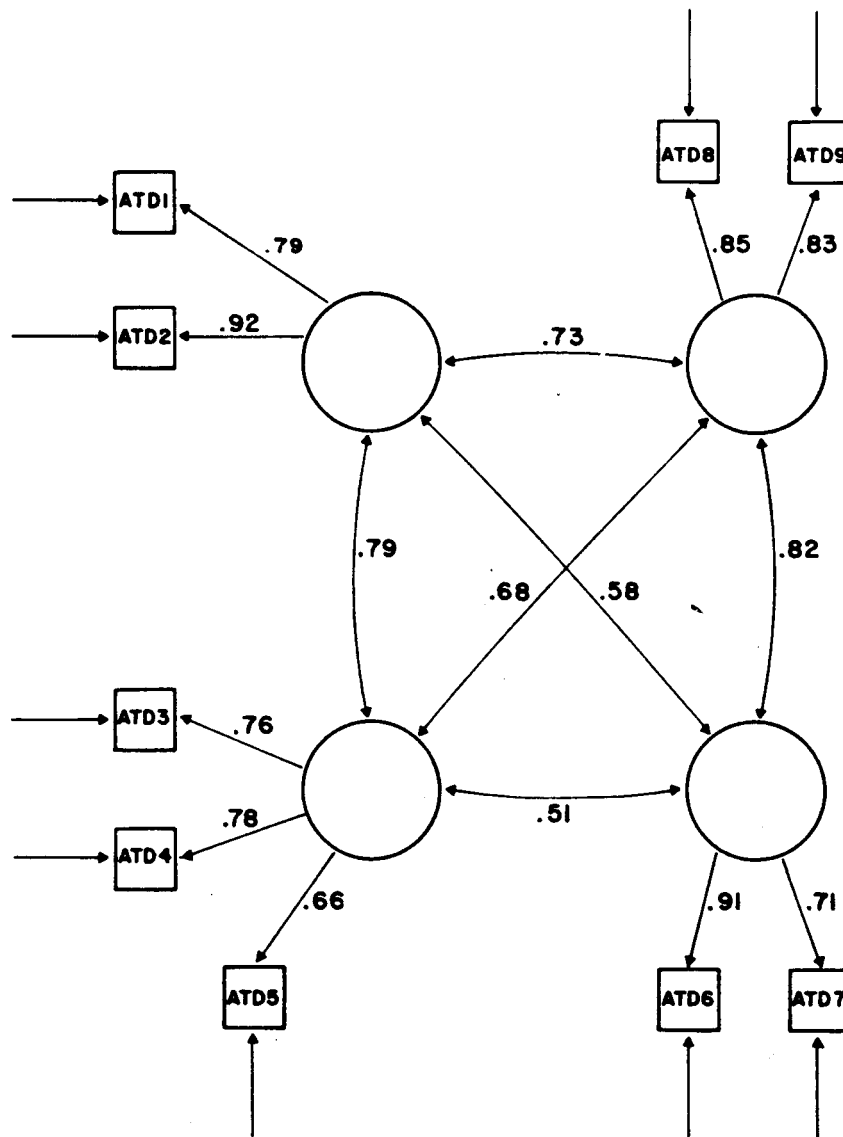 ATD8
ATD9
ATD1
.79
.85
.83
ATD2
.92
.73
.79
.68
.58
.82
ATD3
.76
.78
ATD4
.51
.66
.91
.71
ATD5
ATD6
ATD7